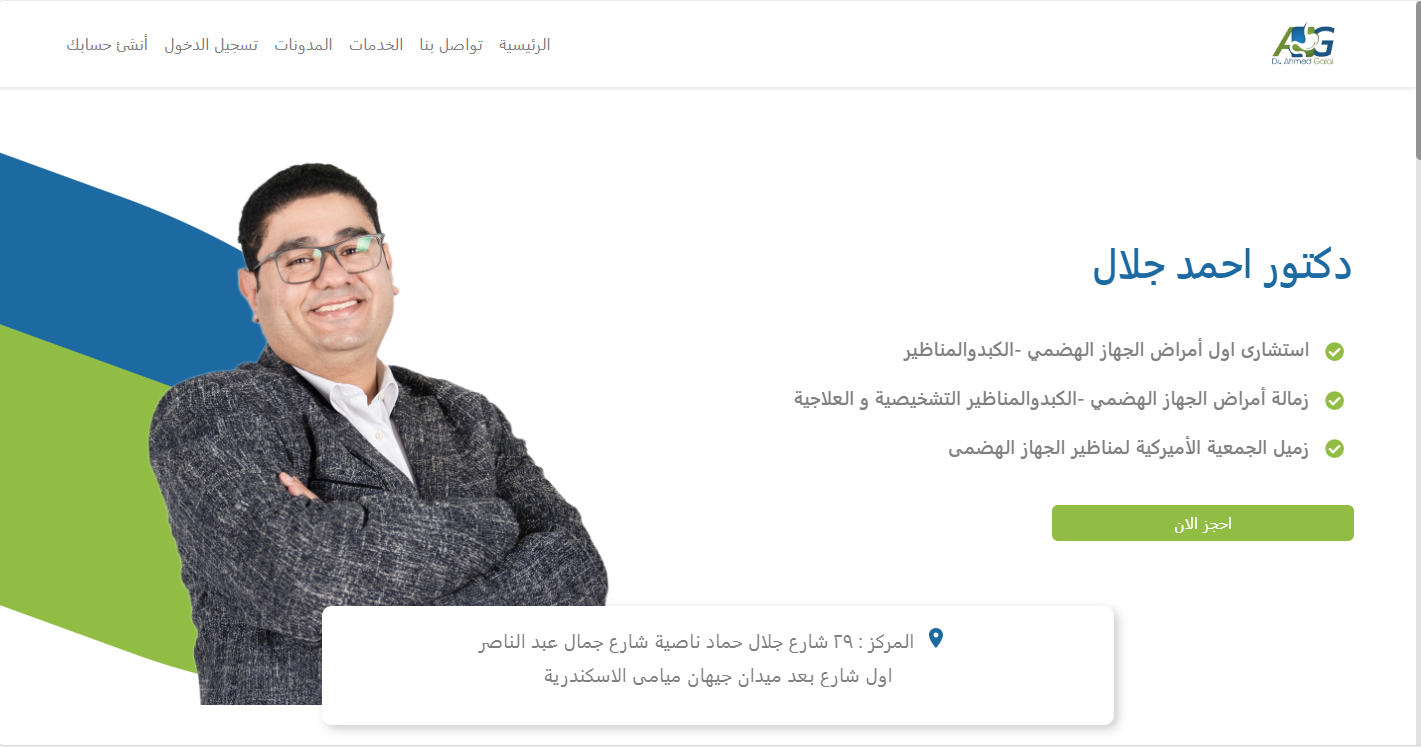 AG
Dr. Ahmed Galal
الرئيسية تواصل بنا الخدمات المدونات تسجيل الدخول أنشئ حسابك
دكتور احمد جلال
استشارى اول أمراض الجهاز الهضمي -الكبدوالمناظير
زمالة أمراض الجهاز الهضمي -الكبدوالمناظير التشخيصية و العلاجية
زميل الجمعية الأميركية لمناظير الجهاز الهضمى
احجز الان
المركز : ٢٩ شارع جلال حماد ناصية شارع جمال عبد الناصر
اول شارع بعد ميدان جيهان ميامى الاسكندرية